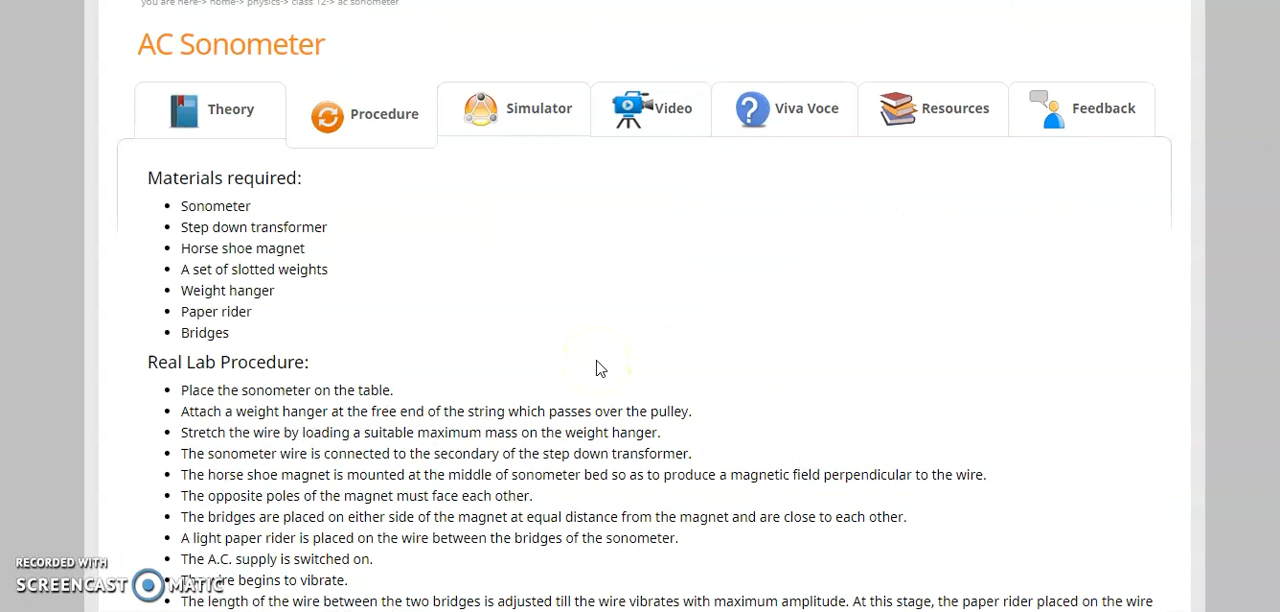 you are here-> home-> physics-> class 12-> ac sonometer
AC Sonometer
Theory
Procedure
Simulator
Video
Viva Voce
Resources
Feedback
Materials required:
Sonometer
Step down transformer
Horse shoe magnet
A set of slotted weights
Weight hanger
Paper rider
Bridges
Real Lab Procedure:
Place the sonometer on the table.
Attach a weight hanger at the free end of the string which passes over the pulley.
Stretch the wire by loading a suitable maximum mass on the weight hanger.
The sonometer wire is connected to the secondary of the step down transformer.
The horse shoe magnet is mounted at the middle of sonometer bed so as to produce a magnetic field perpendicular to the wire.
The opposite poles of the magnet must face each other.
The bridges are placed on either side of the magnet at equal distance from the magnet and are close to each other.
A light paper rider is placed on the wire between the bridges of the sonometer.
The A.C. supply is switched on.
The wire begins to vibrate.
The length of the wire between the two bridges is adjusted till the wire vibrates with maximum amplitude. At this stage, the paper rider placed on the wire
RECORDED WITH
SCREENCAST MATIC